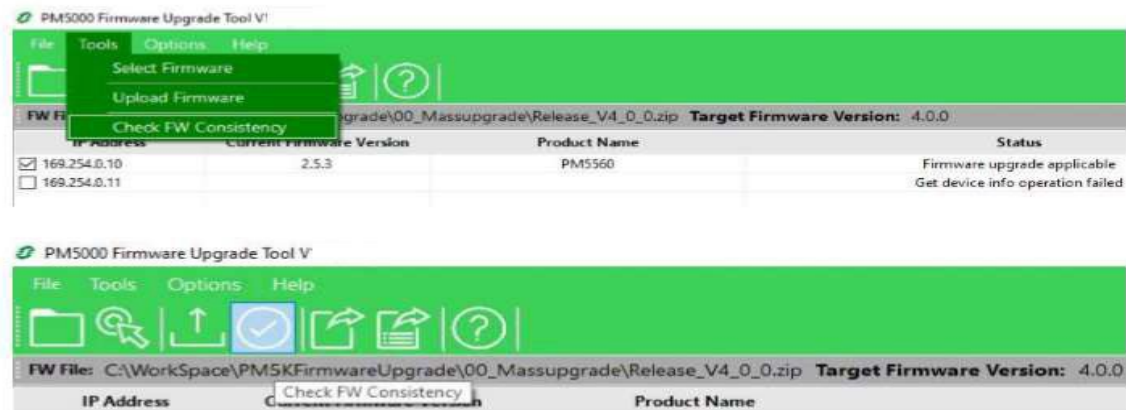 PM5000 Firmware Upgrade Tool V
File Tools Options Help
Select Firmware
Upload Firmware
Check FW Consistency
FW Fi grade\00_Massupgrade\Release_V4_0_0.zip Target Firmware Version: 4.0.0
IP Address Current Firmware Version Product Name Status
169.254.0.10 2.5.3 PM5560 Firmware upgrade applicable
169.254.0.11 Get device info operation failed
PM5000 Firmware Upgrade Tool V
File Tools Options Help
FW File: C:\WorkSpace\PM5KFirmwareUpgrade\00_Massupgrade\Release_V4_0_0.zip Target Firmware Version: 4.0.0
Check FW Consistency
IP Address Product Name